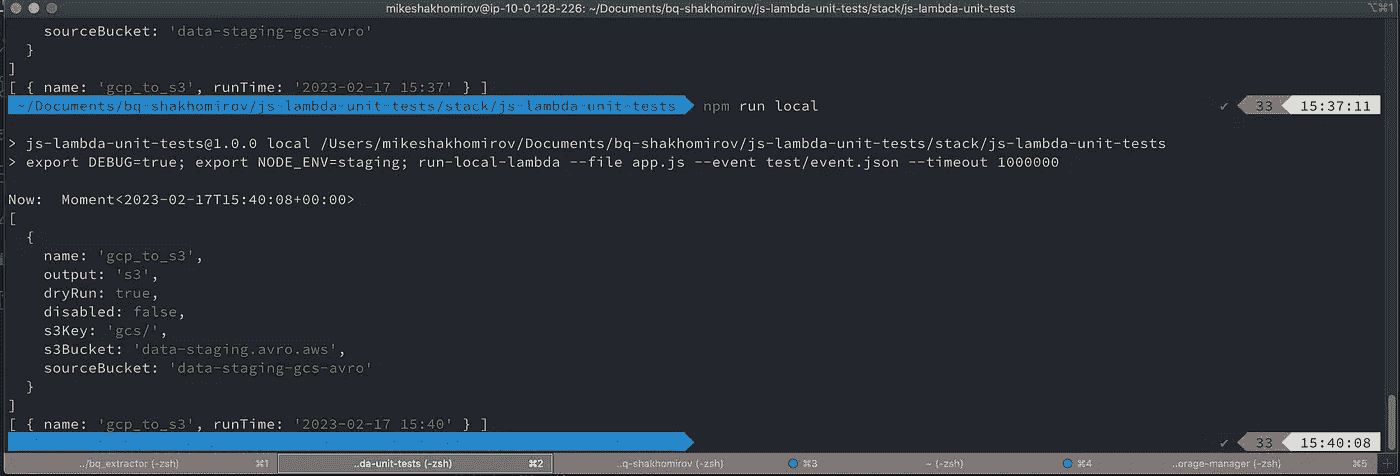 mikeshakhomirov@ip-10-0-128-226: ~/Documents/bq-shakhomirov/js-lambda-unit-tests/stack/js-lambda-unit-tests ⌥⌘1
sourceBucket: 'data-staging-gcs-avro'
}
]
[ { name: 'gcp_to_s3', runTime: '2023-02-17 15:37' } ]
~/Documents/bq-shakhomirov/js-lambda-unit-tests/stack/js-lambda-unit-tests npm run local ✓ 33 15:37:11
> js-lambda-unit-tests@1.0.0 local /Users/mikeshakhomirov/Documents/bq-shakhomirov/js-lambda-unit-tests/stack/js-lambda-unit-tests
> export DEBUG=true; export NODE_ENV=staging; run-local-lambda --file app.js --event test/event.json --timeout 1000000
Now:  Moment<2023-02-17T15:40:08+00:00>
[
{
name: 'gcp_to_s3',
output: 's3',
dryRun: true,
disabled: false,
s3Key: 'gcs/',
s3Bucket: 'data-staging.avro.aws',
sourceBucket: 'data-staging-gcs-avro'
}
]
[ { name: 'gcp_to_s3', runTime: '2023-02-17 15:40' } ]
✓ 33 15:40:08
../bq_extractor (-zsh) ⌘1 ..da-unit-tests (-zsh) ⌘2 ..q-shakhomirov (-zsh) ⌘3 ~ (-zsh) ⌘4 ..orage-manager (-zsh) ⌘5